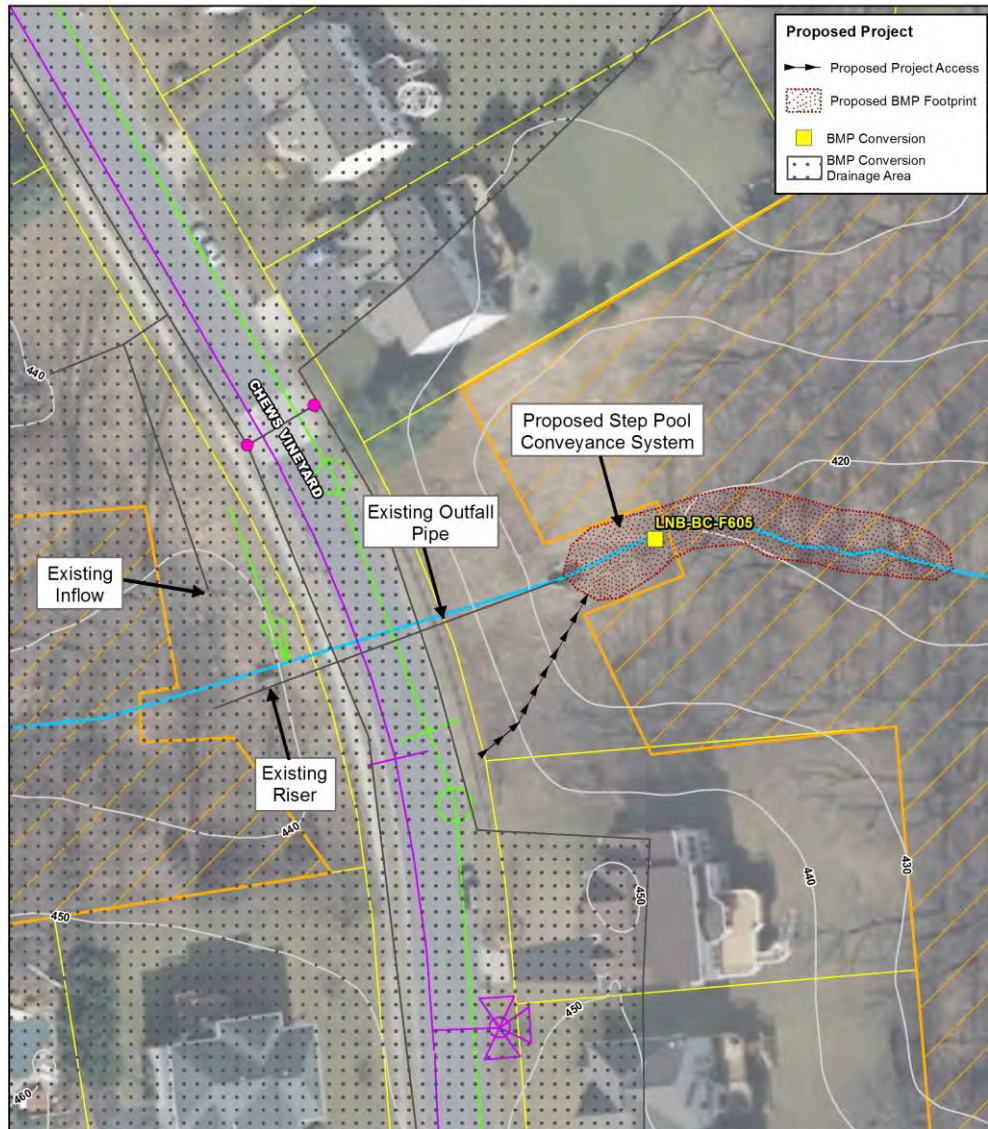 Proposed Project
Proposed Project Access
Proposed BMP Footprint
BMP Conversion
BMP Conversion
Drainage Area
440
CHEWS VINEYARD
Proposed Step Pool
Conveyance System
420
Existing Outfall
Pipe
LNB-BC-F605
Existing
Inflow
Existing
Riser
440
440
430
450
450
450
460